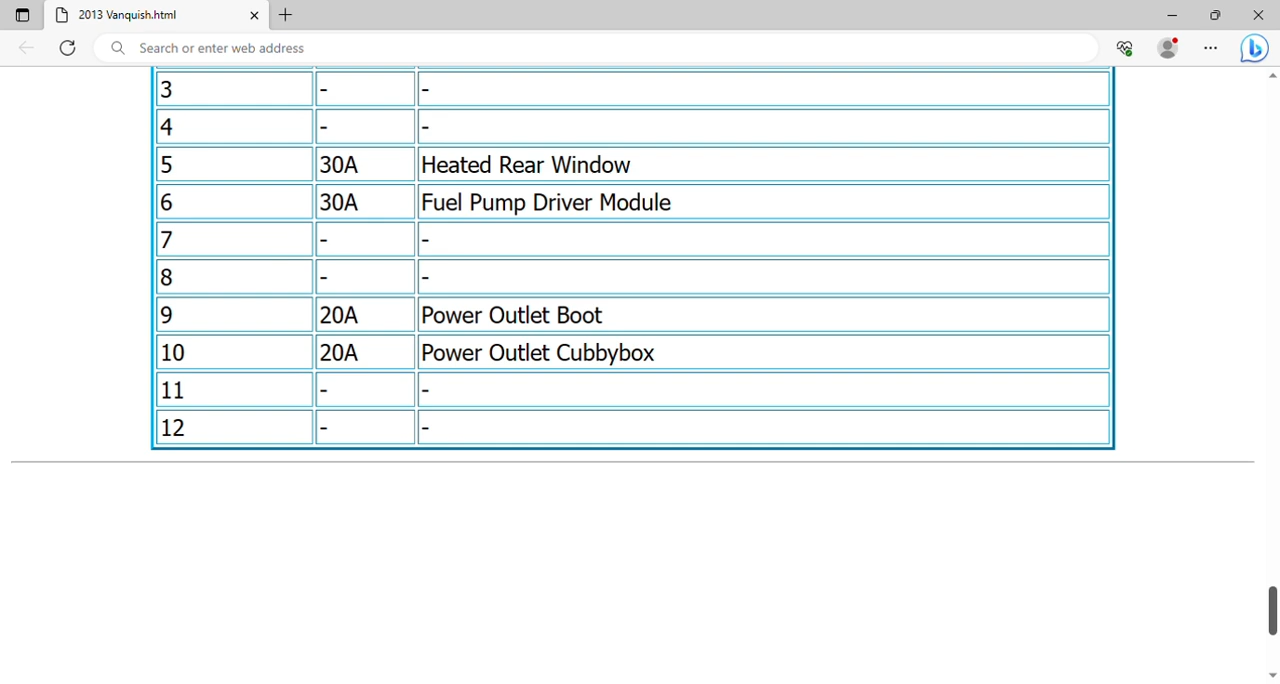 2013 Vanquish.html
Search or enter web address
3 - -
4 - -
5 30A Heated Rear Window
6 30A Fuel Pump Driver Module
7 - -
8 - -
9 20A Power Outlet Boot
10 20A Power Outlet Cubbybox
11 - -
12 - -